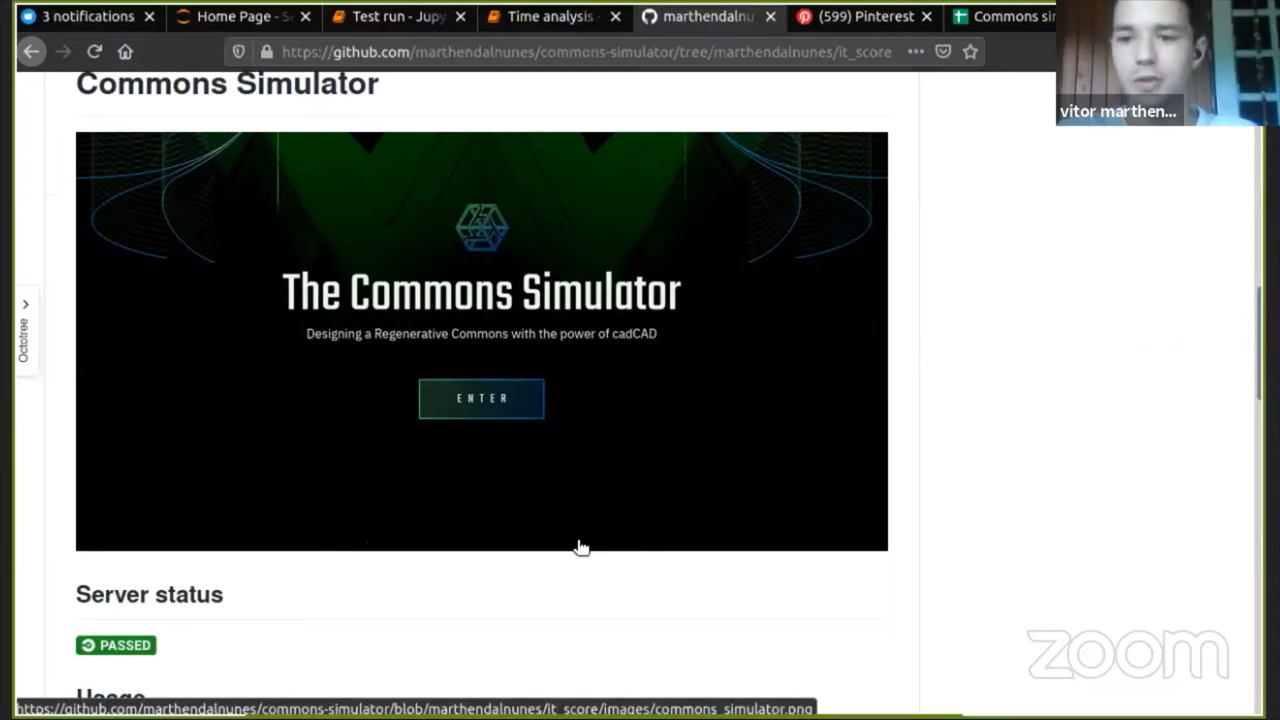 3 notifications
Home Page - S
Test run - Jupy
Time analysis
marthendalnu
(599) Pinterest
Commons sir
https://github.com/marthendalnunes/commons-simulator/tree/marthendalnunes/it_score
vitor marthen...
Commons Simulator
The Commons Simulator
Designing a Regenerative Commons with the power of cadCAD
ENTER
Octotree
Server status
PASSED
Usage
zoom
https://github.com/marthendalnunes/commons-simulator/blob/marthendalnunes/it_score/images/commons_simulator.png